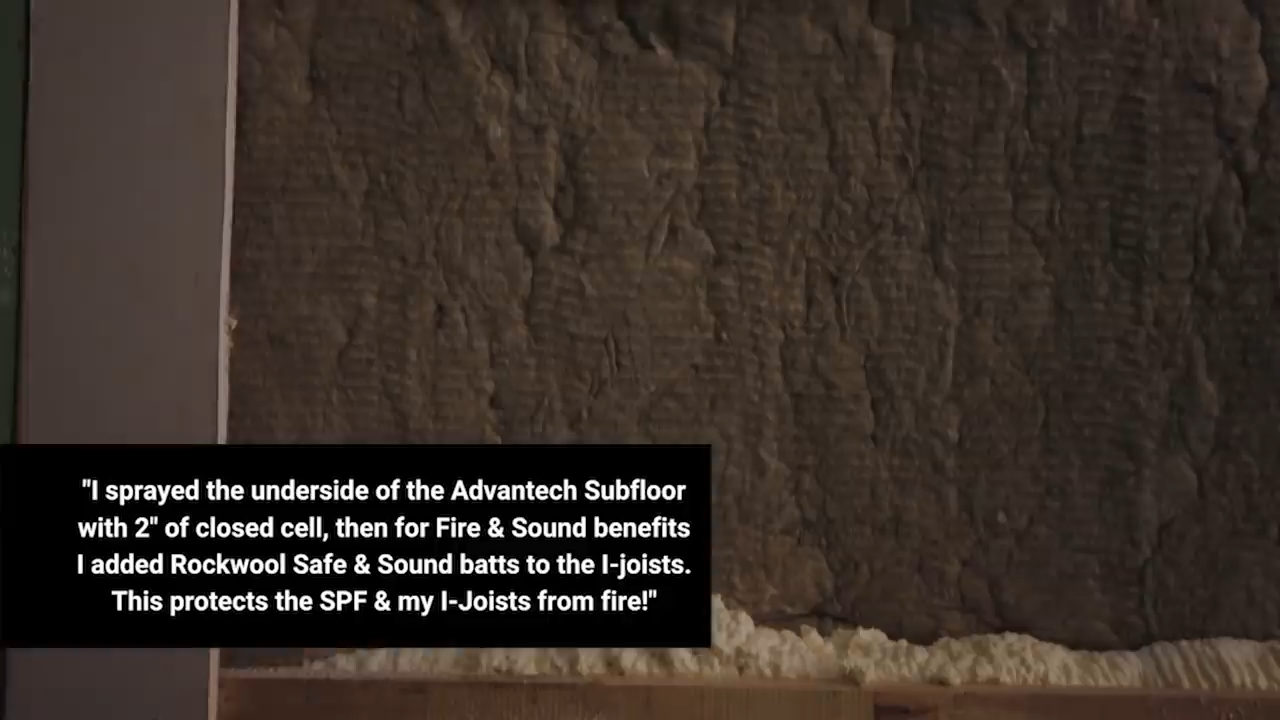 "I sprayed the underside of the Advantech Subfloor
with 2" of closed cell, then for Fire & Sound benefits
I added Rockwool Safe & Sound batts to the I-joists.
This protects the SPF & my I-Joists from fire!"